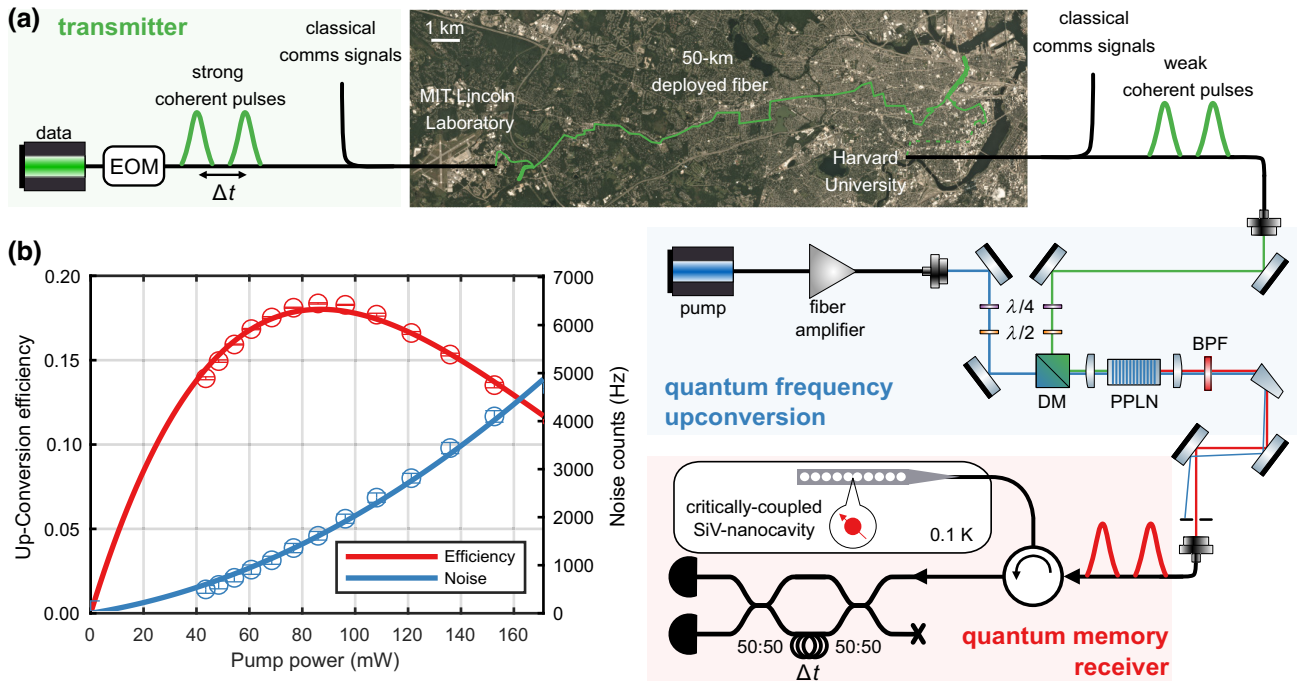 (a)
transmitter
data
EOM
strong
coherent pulses
Δt
classical
comms signals
1 km
50-km
deployed fiber
MIT Lincoln
Laboratory
Harvard
University
classical
comms signals
weak
coherent pulses
(b)
0.20
0.15
0.10
0.05
0.00
Up-Conversion efficiency
7000
6000
5000
4000
3000
2000
1000
0
Noise counts (Hz)
Efficiency
Noise
0 20 40 60 80 100 120 140 160
Pump power (mW)
pump
fiber
amplifier
λ/4
λ/2
DM
PPLN
BPF
quantum frequency
upconversion
critically-coupled
SiV-nanocavity
0.1 K
50:50
50:50
Δt
quantum memory
receiver